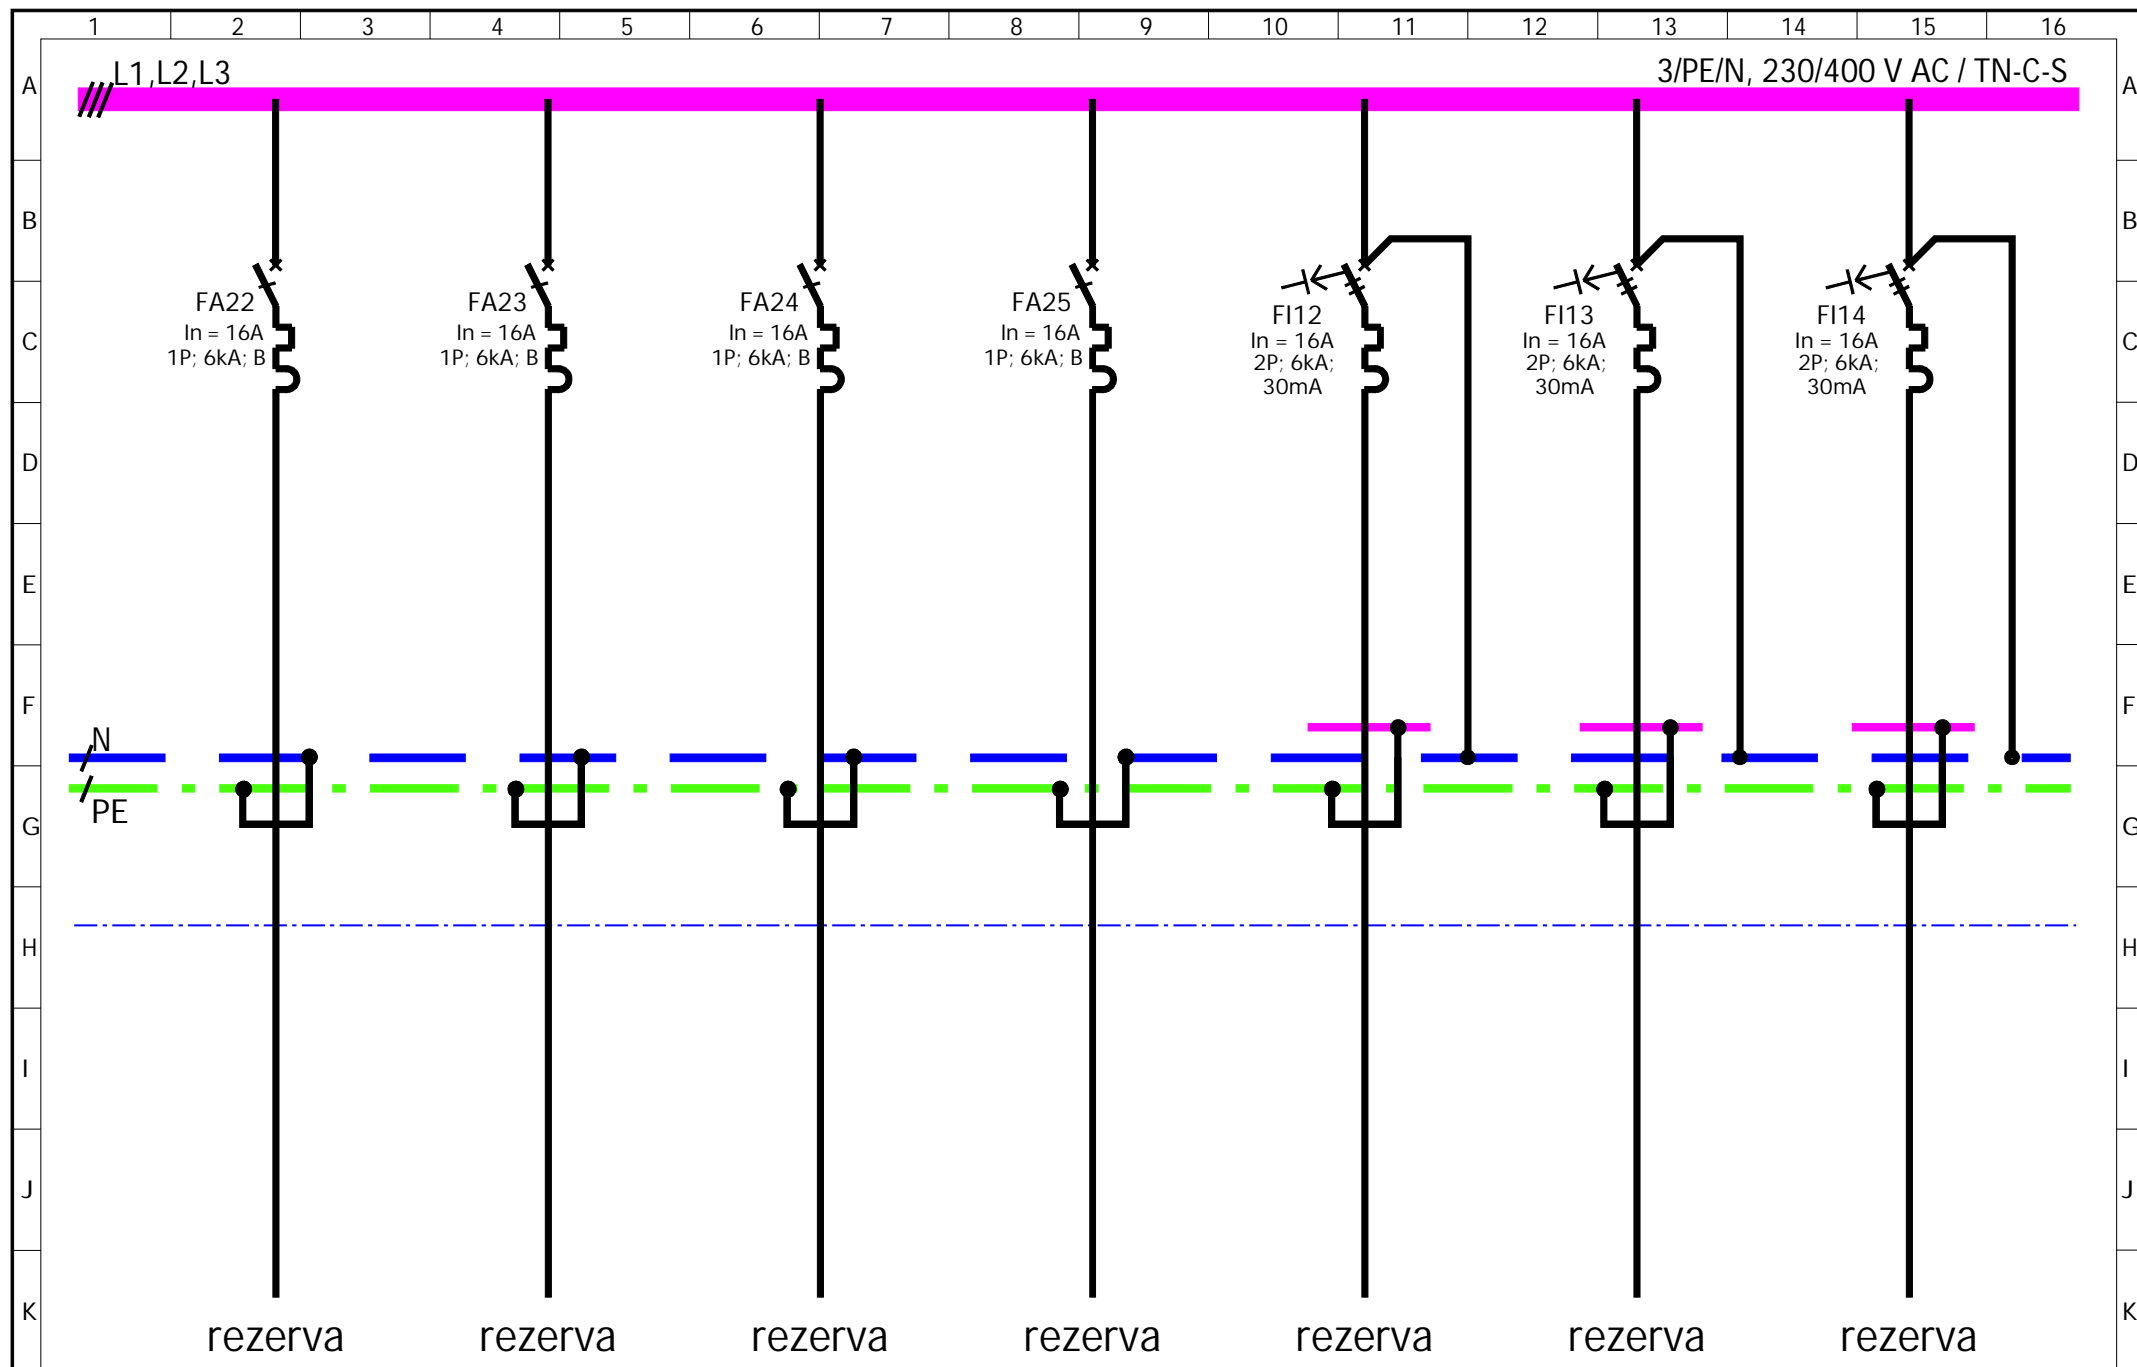 1 2 3 4 5 6 7 8 9 10 11 12 13 14 15 16
A L1,L2,L3 3/PE/N, 230/400 V AC / TN-C-S A
B B
FA22
In = 16A
1P; 6kA; B
FA23
In = 16A
1P; 6kA; B
FA24
In = 16A
1P; 6kA; B
FA25
In = 16A
1P; 6kA; B
FI12
In = 16A
2P; 6kA;
30mA
FI13
In = 16A
2P; 6kA;
30mA
FI14
In = 16A
2P; 6kA;
30mA
C C
D D
E E
F F
N
PE
G G
H H
I I
J J
K K
rezerva rezerva rezerva rezerva rezerva rezerva rezerva